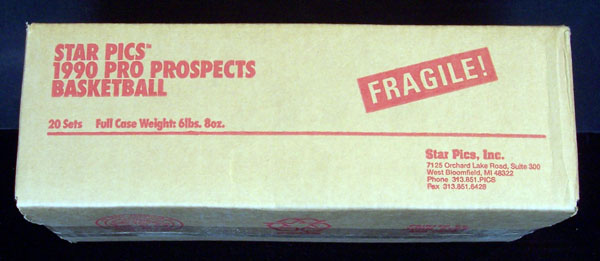 STAR PICS™
1990 PRO PROSPECTS
BASKETBALL
FRAGILE!
20 Sets Full Case Weight: 6lbs. 8oz.
Star Pics, Inc.
7125 Orchard Lake Road, Suite 300
West Bloomfield, MI 48322
Phone 313.851.PICS
Fax 313.851.6428